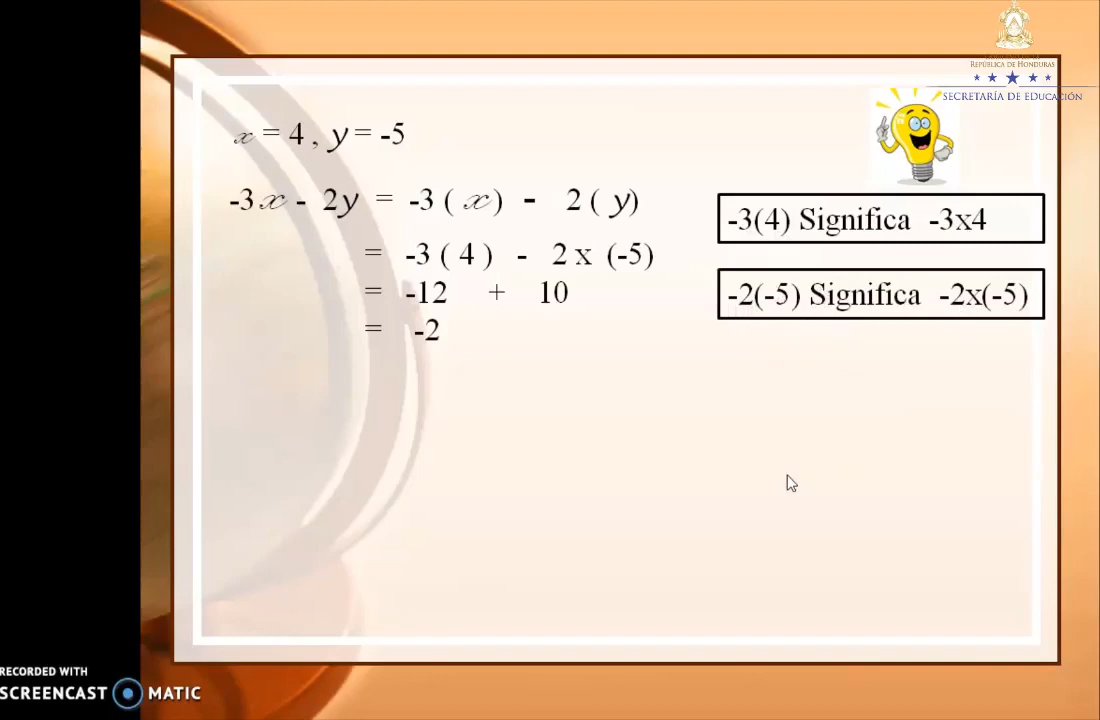 REPÚBLICA DE HONDURAS
SECRETARÍA DE EDUCACIÓN
x = 4 , y = -5
-3x - 2y = -3 ( x ) - 2 ( y)
= -3 ( 4 ) - 2 x (-5)
= -12 + 10
= -2
-3(4) Significa -3x4
-2(-5) Significa -2x(-5)
RECORDED WITH
SCREENCAST MATIC